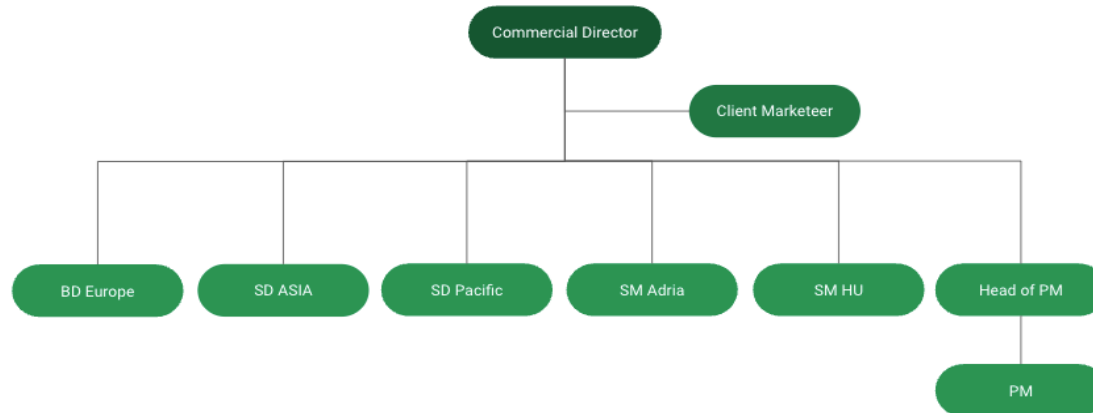 Commercial Director
Client Marketeer
BD Europe
SD ASIA
SD Pacific
SM Adria
SM HU
Head of PM
PM